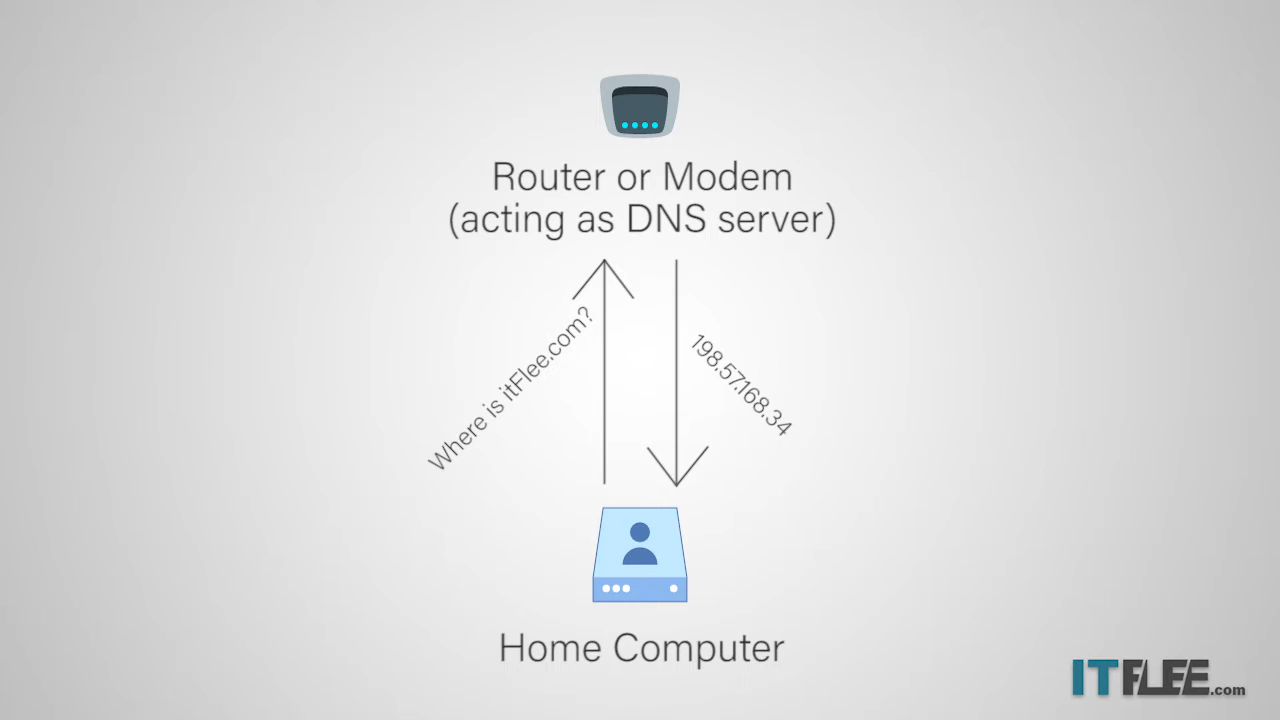 Router or Modem
(acting as DNS server)
Where is itFlee.com?
198.57.168.34
Home Computer
ITFLEE.com